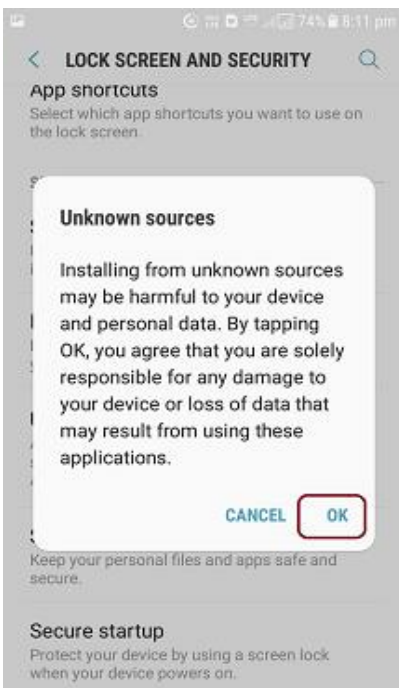 74% 8:11 pm
LOCK SCREEN AND SECURITY
App shortcuts
Select which app shortcuts you want to use on
the lock screen.
Unknown sources
Installing from unknown sources
may be harmful to your device
and personal data. By tapping
OK, you agree that you are solely
responsible for any damage to
your device or loss of data that
may result from using these
applications.
CANCEL OK
Keep your personal files and apps safe and
secure.
Secure startup
Protect your device by using a screen lock
when your device powers on.